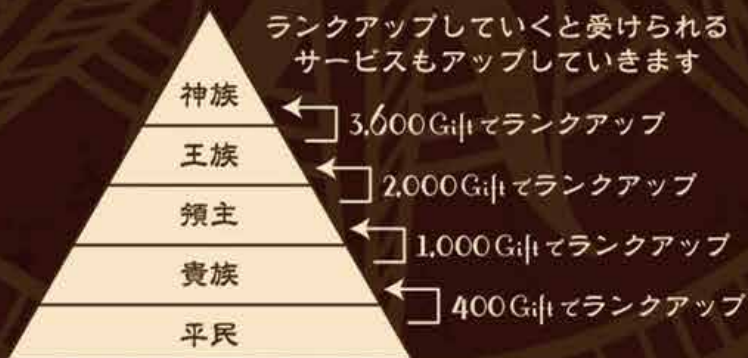 ランクアップしていくと受けられる
サービスもアップしていきます
神族
3,600Giftでランクアップ
王族
2,000Giftでランクアップ
領主
1,000Giftでランクアップ
貴族
400Giftでランクアップ
平民